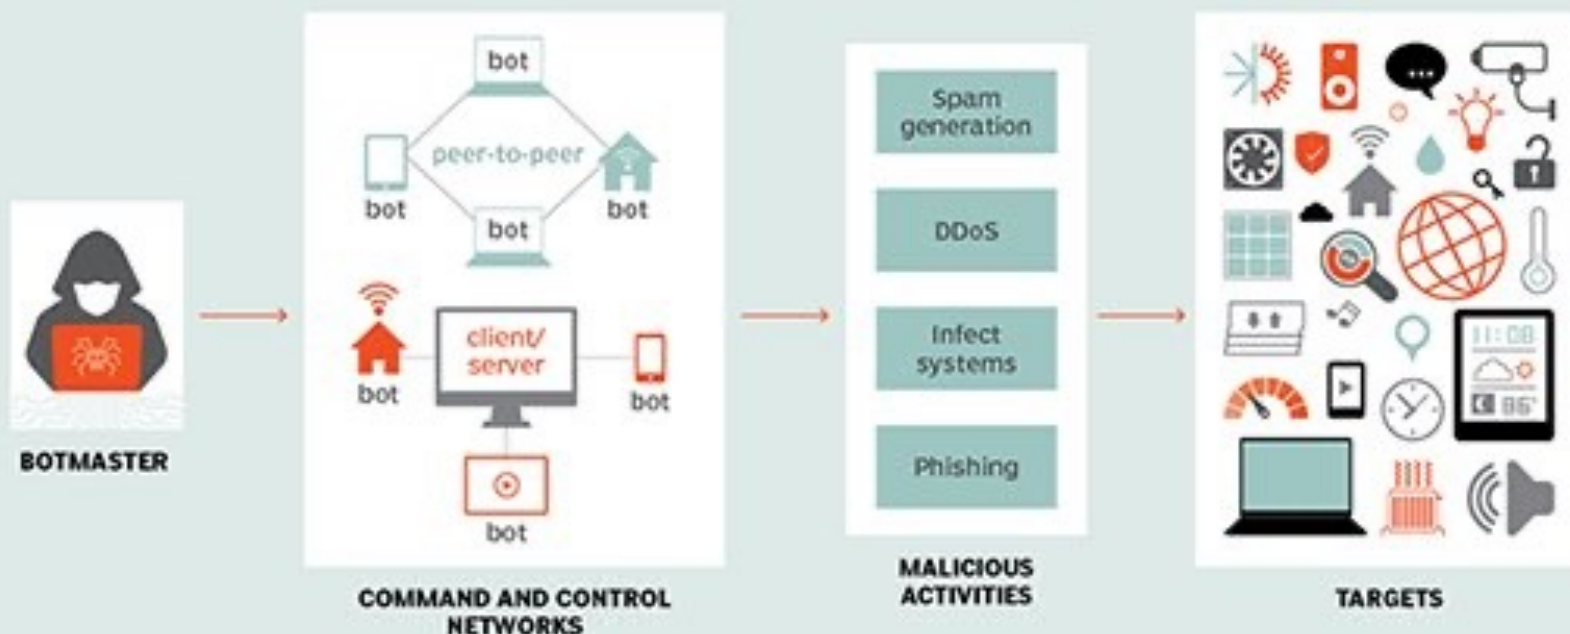 BOTMASTER
bot
peer-to-peer
bot
bot
bot
client/
server
bot
bot
bot
COMMAND AND CONTROL
NETWORKS
Spam
generation
DDoS
Infect
systems
Phishing
MALICIOUS
ACTIVITIES
11:08
86°
TARGETS